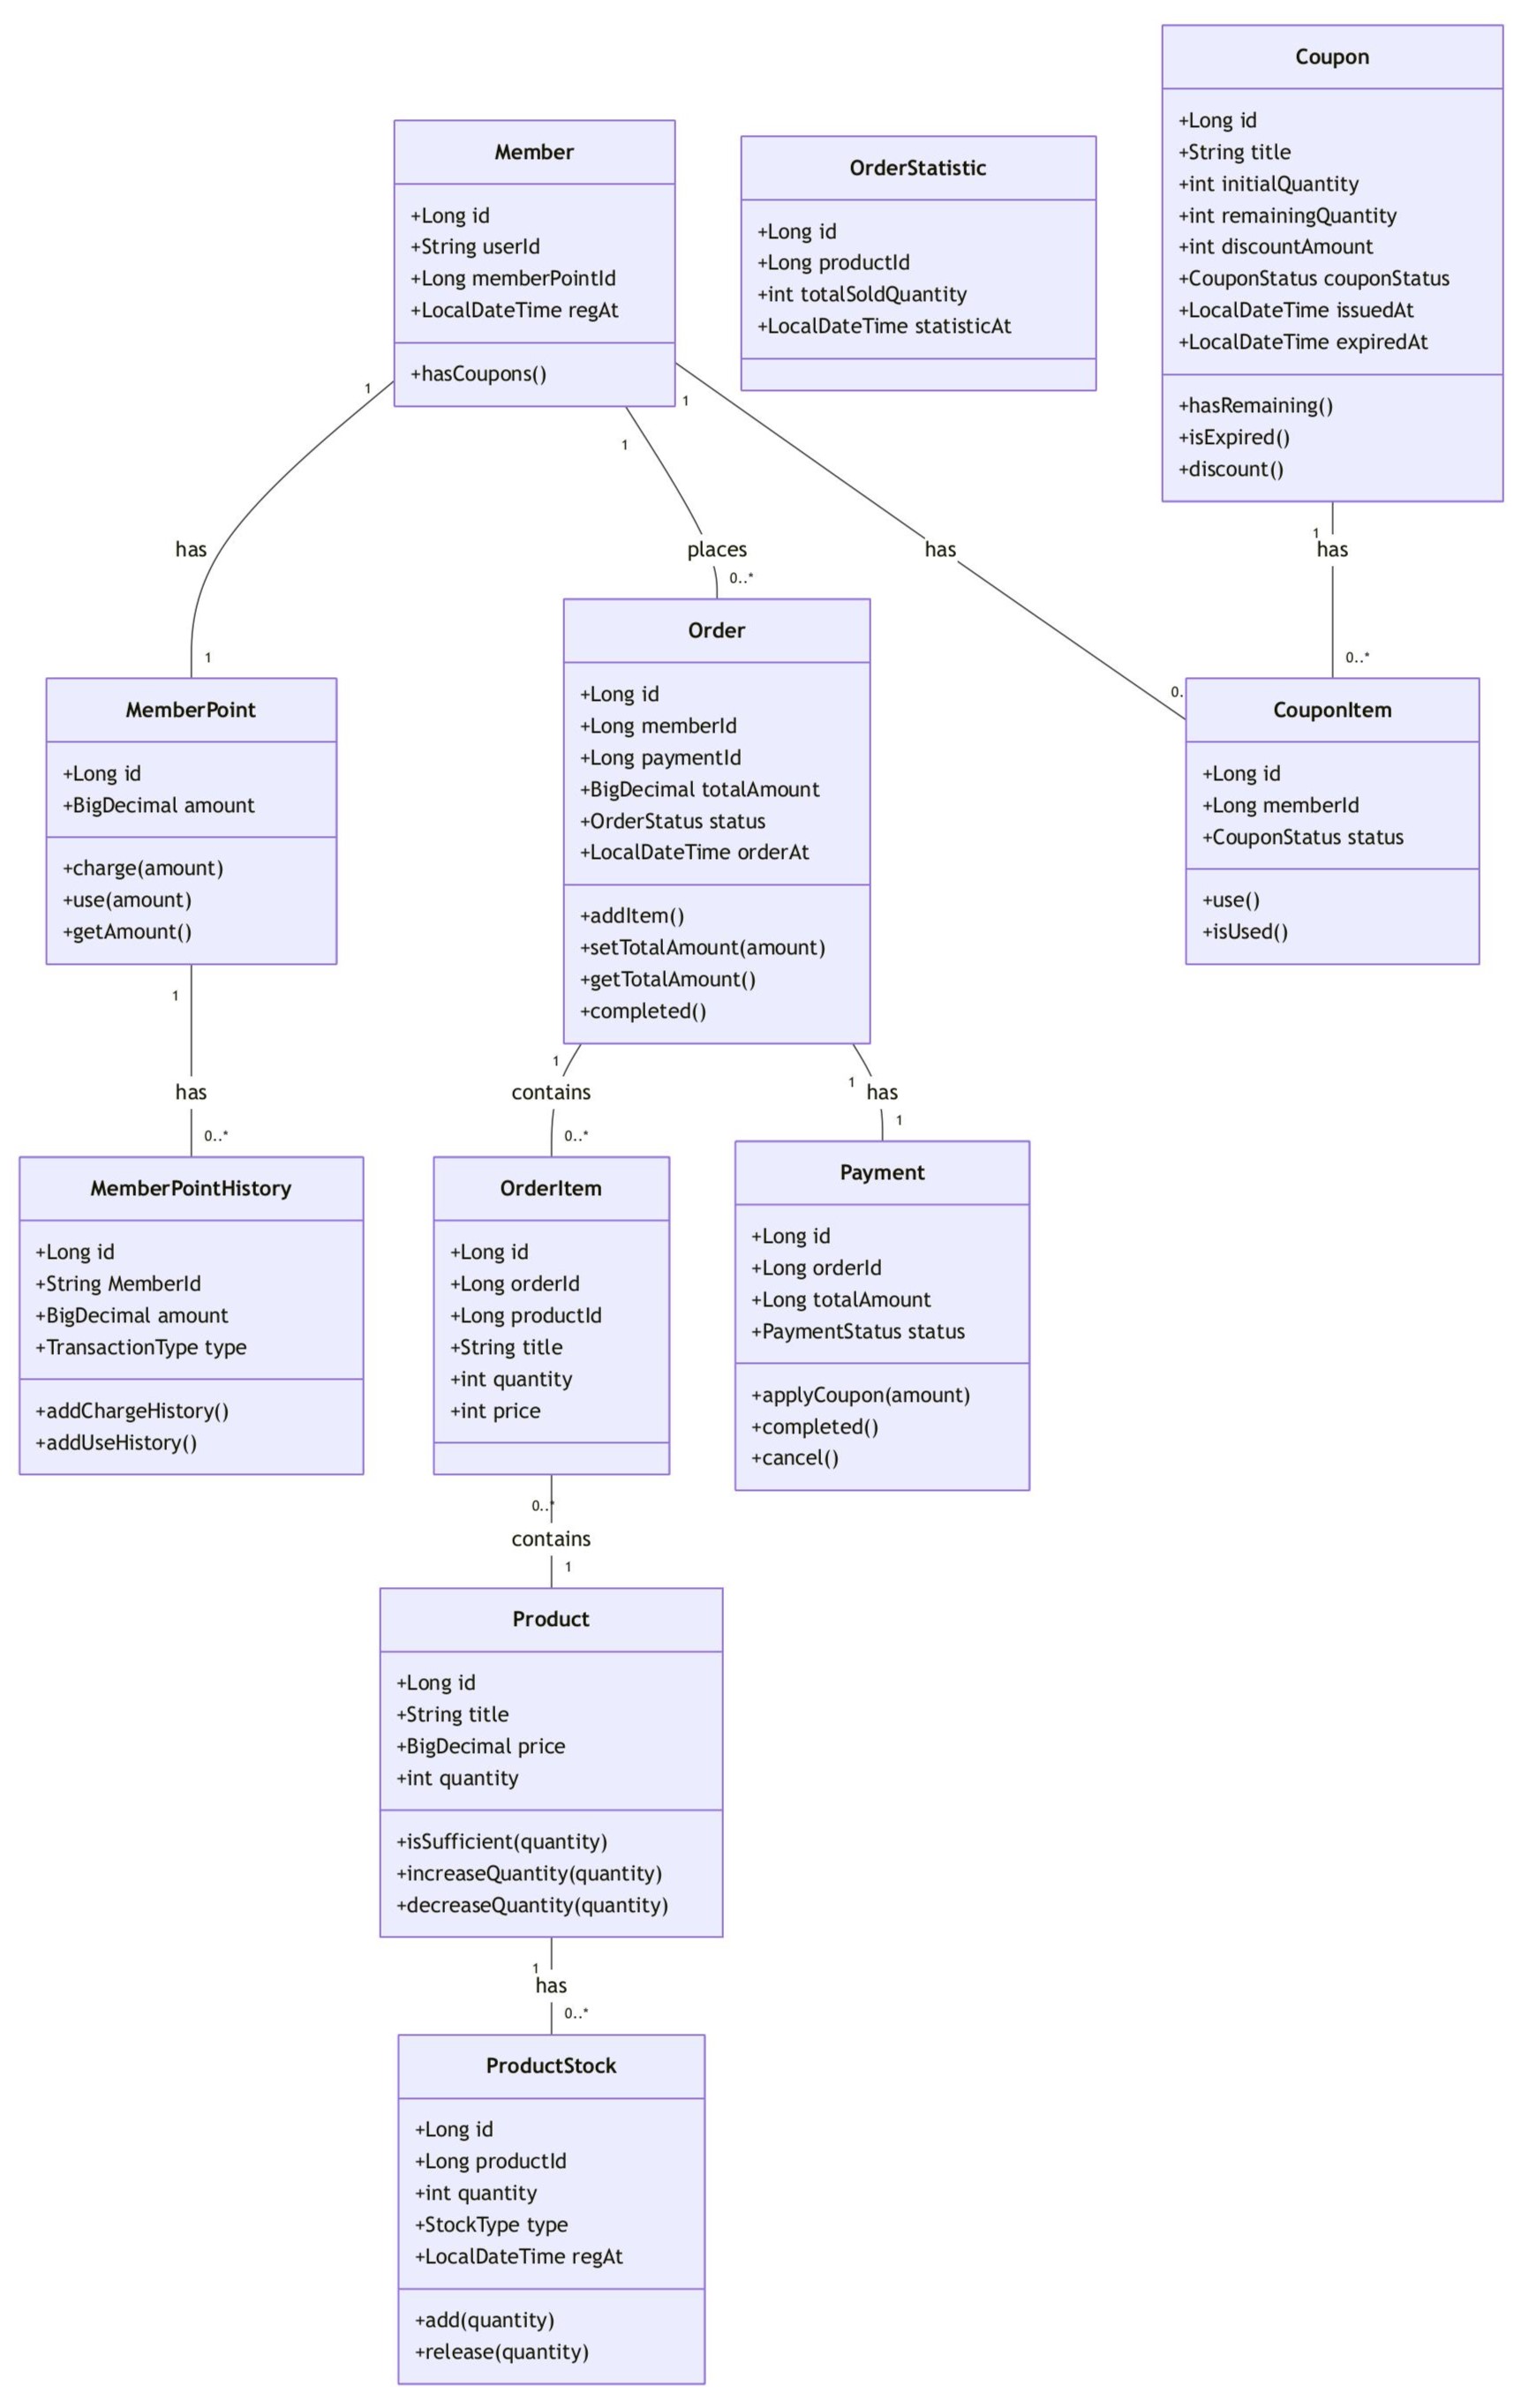 Coupon
+Long id
+String title
+int initialQuantity
+int remainingQuantity
+int discountAmount
+CouponStatus couponStatus
+LocalDateTime issuedAt
+LocalDateTime expiredAt
+hasRemaining()
+isExpired()
+discount()
Member
+Long id
+String userId
+Long memberPointId
+LocalDateTime regAt
+hasCoupons()
OrderStatistic
+Long id
+Long productId
+int totalSoldQuantity
+LocalDateTime statisticAt
1
1
1
1
has
places
has
has
0..*
1
0..*
0.
Order
+Long id
+Long memberId
+Long paymentId
+BigDecimal totalAmount
+OrderStatus status
+LocalDateTime orderAt
+addItem()
+setTotalAmount(amount)
+getTotalAmount()
+completed()
MemberPoint
+Long id
+BigDecimal amount
+charge(amount)
+use(amount)
+getAmount()
CouponItem
+Long id
+Long memberId
+CouponStatus status
+use()
+isUsed()
1
1
1
has
contains
has
0..*
0..*
1
MemberPointHistory
+Long id
+String MemberId
+BigDecimal amount
+TransactionType type
+addChargeHistory()
+addUseHistory()
OrderItem
+Long id
+Long orderId
+Long productId
+String title
+int quantity
+int price
Payment
+Long id
+Long orderId
+Long totalAmount
+PaymentStatus status
+applyCoupon(amount)
+completed()
+cancel()
0..*
contains
1
Product
+Long id
+String title
+BigDecimal price
+int quantity
+isSufficient(quantity)
+increaseQuantity(quantity)
+decreaseQuantity(quantity)
1
has
0..*
ProductStock
+Long id
+Long productId
+int quantity
+StockType type
+LocalDateTime regAt
+add(quantity)
+release(quantity)